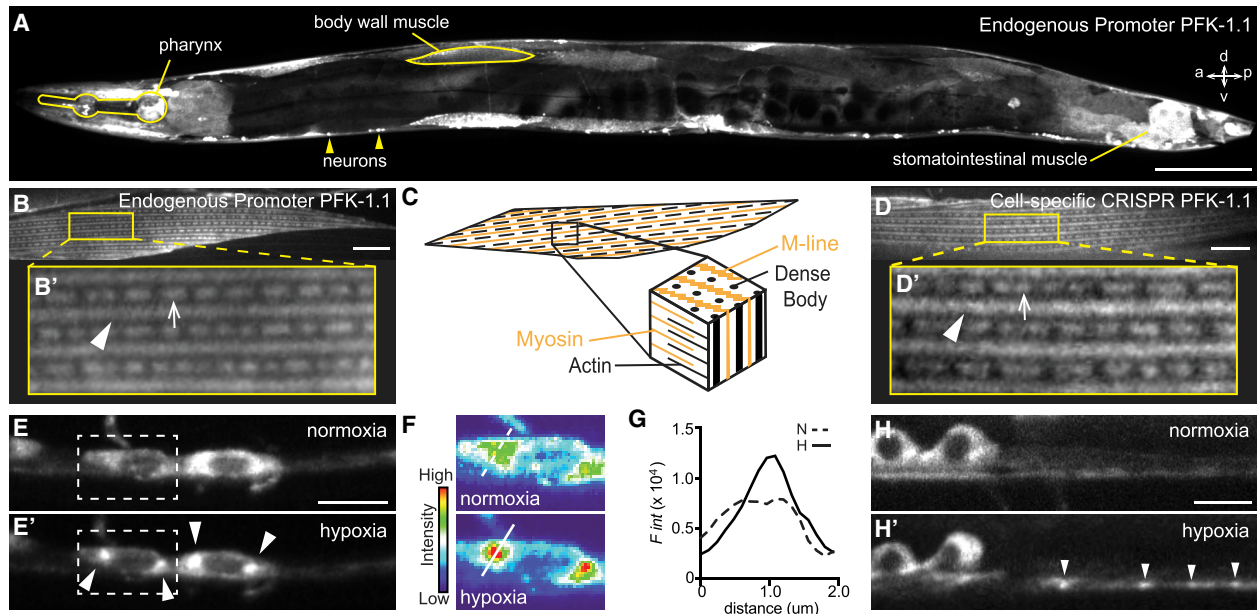 A
Endogenous Promoter PFK-1.1
body wall muscle
pharynx
d
a p
v
neurons
stomatointestinal muscle
B
Endogenous Promoter PFK-1.1
B'
C
M-line
Dense
Body
Myosin
Actin
D
Cell-specific CRISPR PFK-1.1
D'
E
normoxia
E'
hypoxia
F
High
Intensity
Low
normoxia
hypoxia
G
N
H
1.5
1.0
0.5
0
F int (x 10⁴)
0 1.0 2.0
distance (um)
H
normoxia
H'
hypoxia